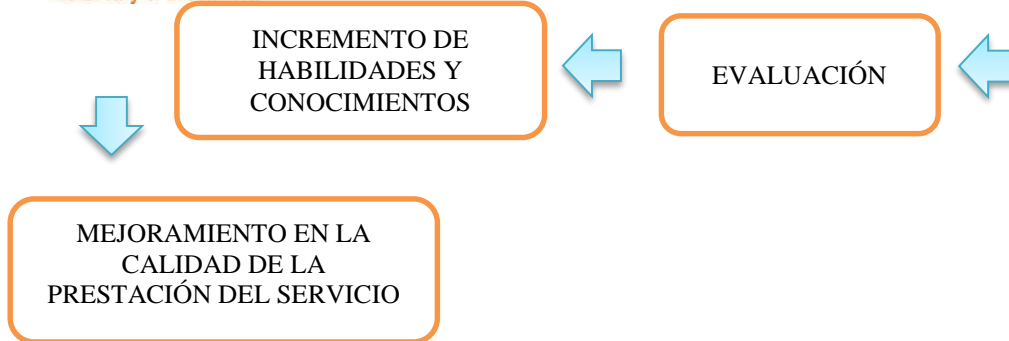 INCREMENTO DE
HABILIDADES Y
CONOCIMIENTOS
EVALUACIÓN
MEJORAMIENTO EN LA
CALIDAD DE LA
PRESTACIÓN DEL SERVICIO